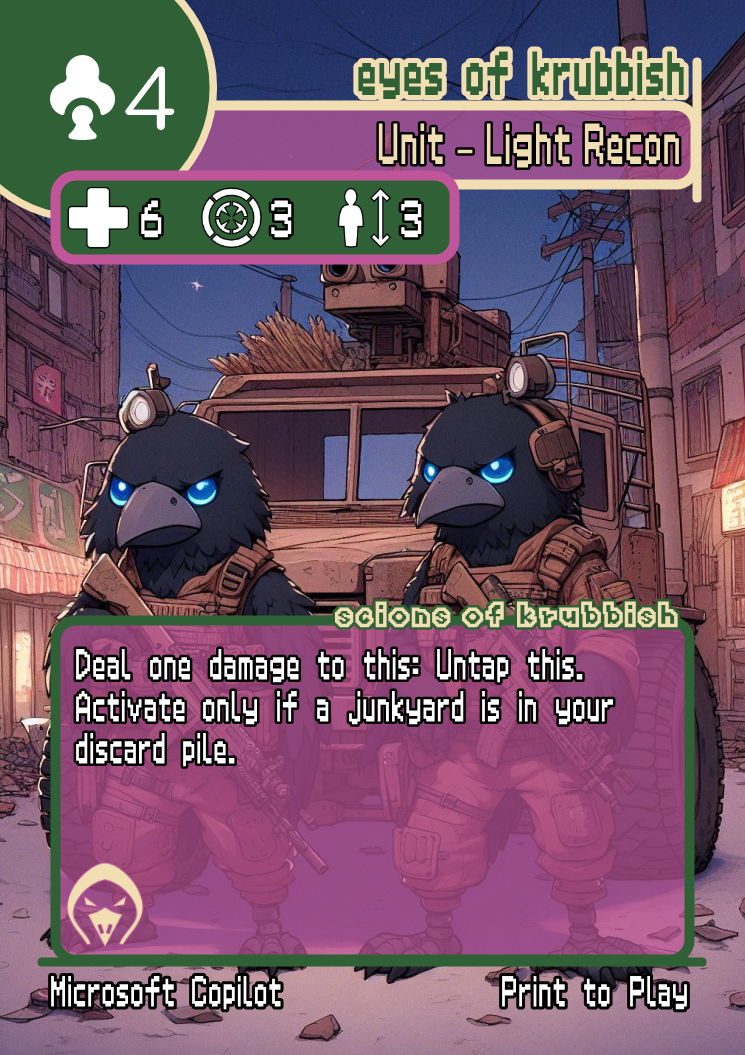 4
eyes of krubbish
Unit - Light Recon
6 3 3
scions of krubbish
Deal one damage to this: Untap this.
Activate only if a junkyard is in your
discard pile.
Microsoft Copilot
Print to Play